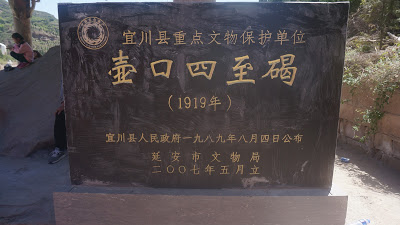 宜川县重点文物保护单位
壶口四至碣
（1919年）
宜川县人民政府一九八九年八月四日公布
延安市文物局
二〇〇七年五月立